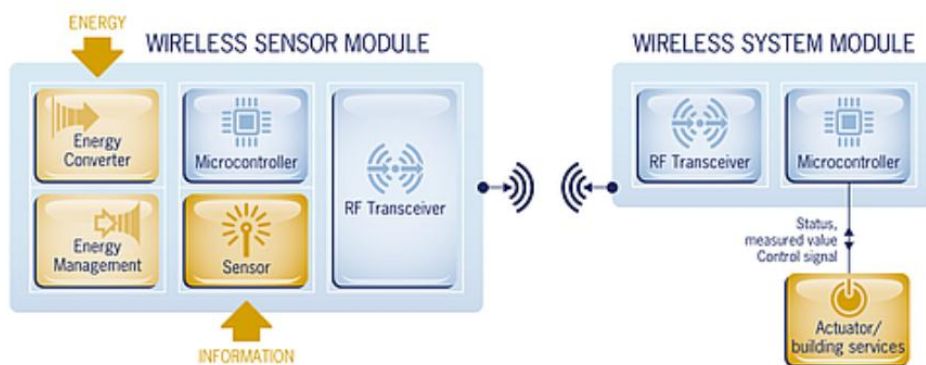 ENERGY
WIRELESS SENSOR MODULE
Energy
Converter
Microcontroller
RF Transceiver
Energy
Management
Sensor
INFORMATION
WIRELESS SYSTEM MODULE
RF Transceiver
Microcontroller
Status,
measured value
Control signal
Actuator/
building services